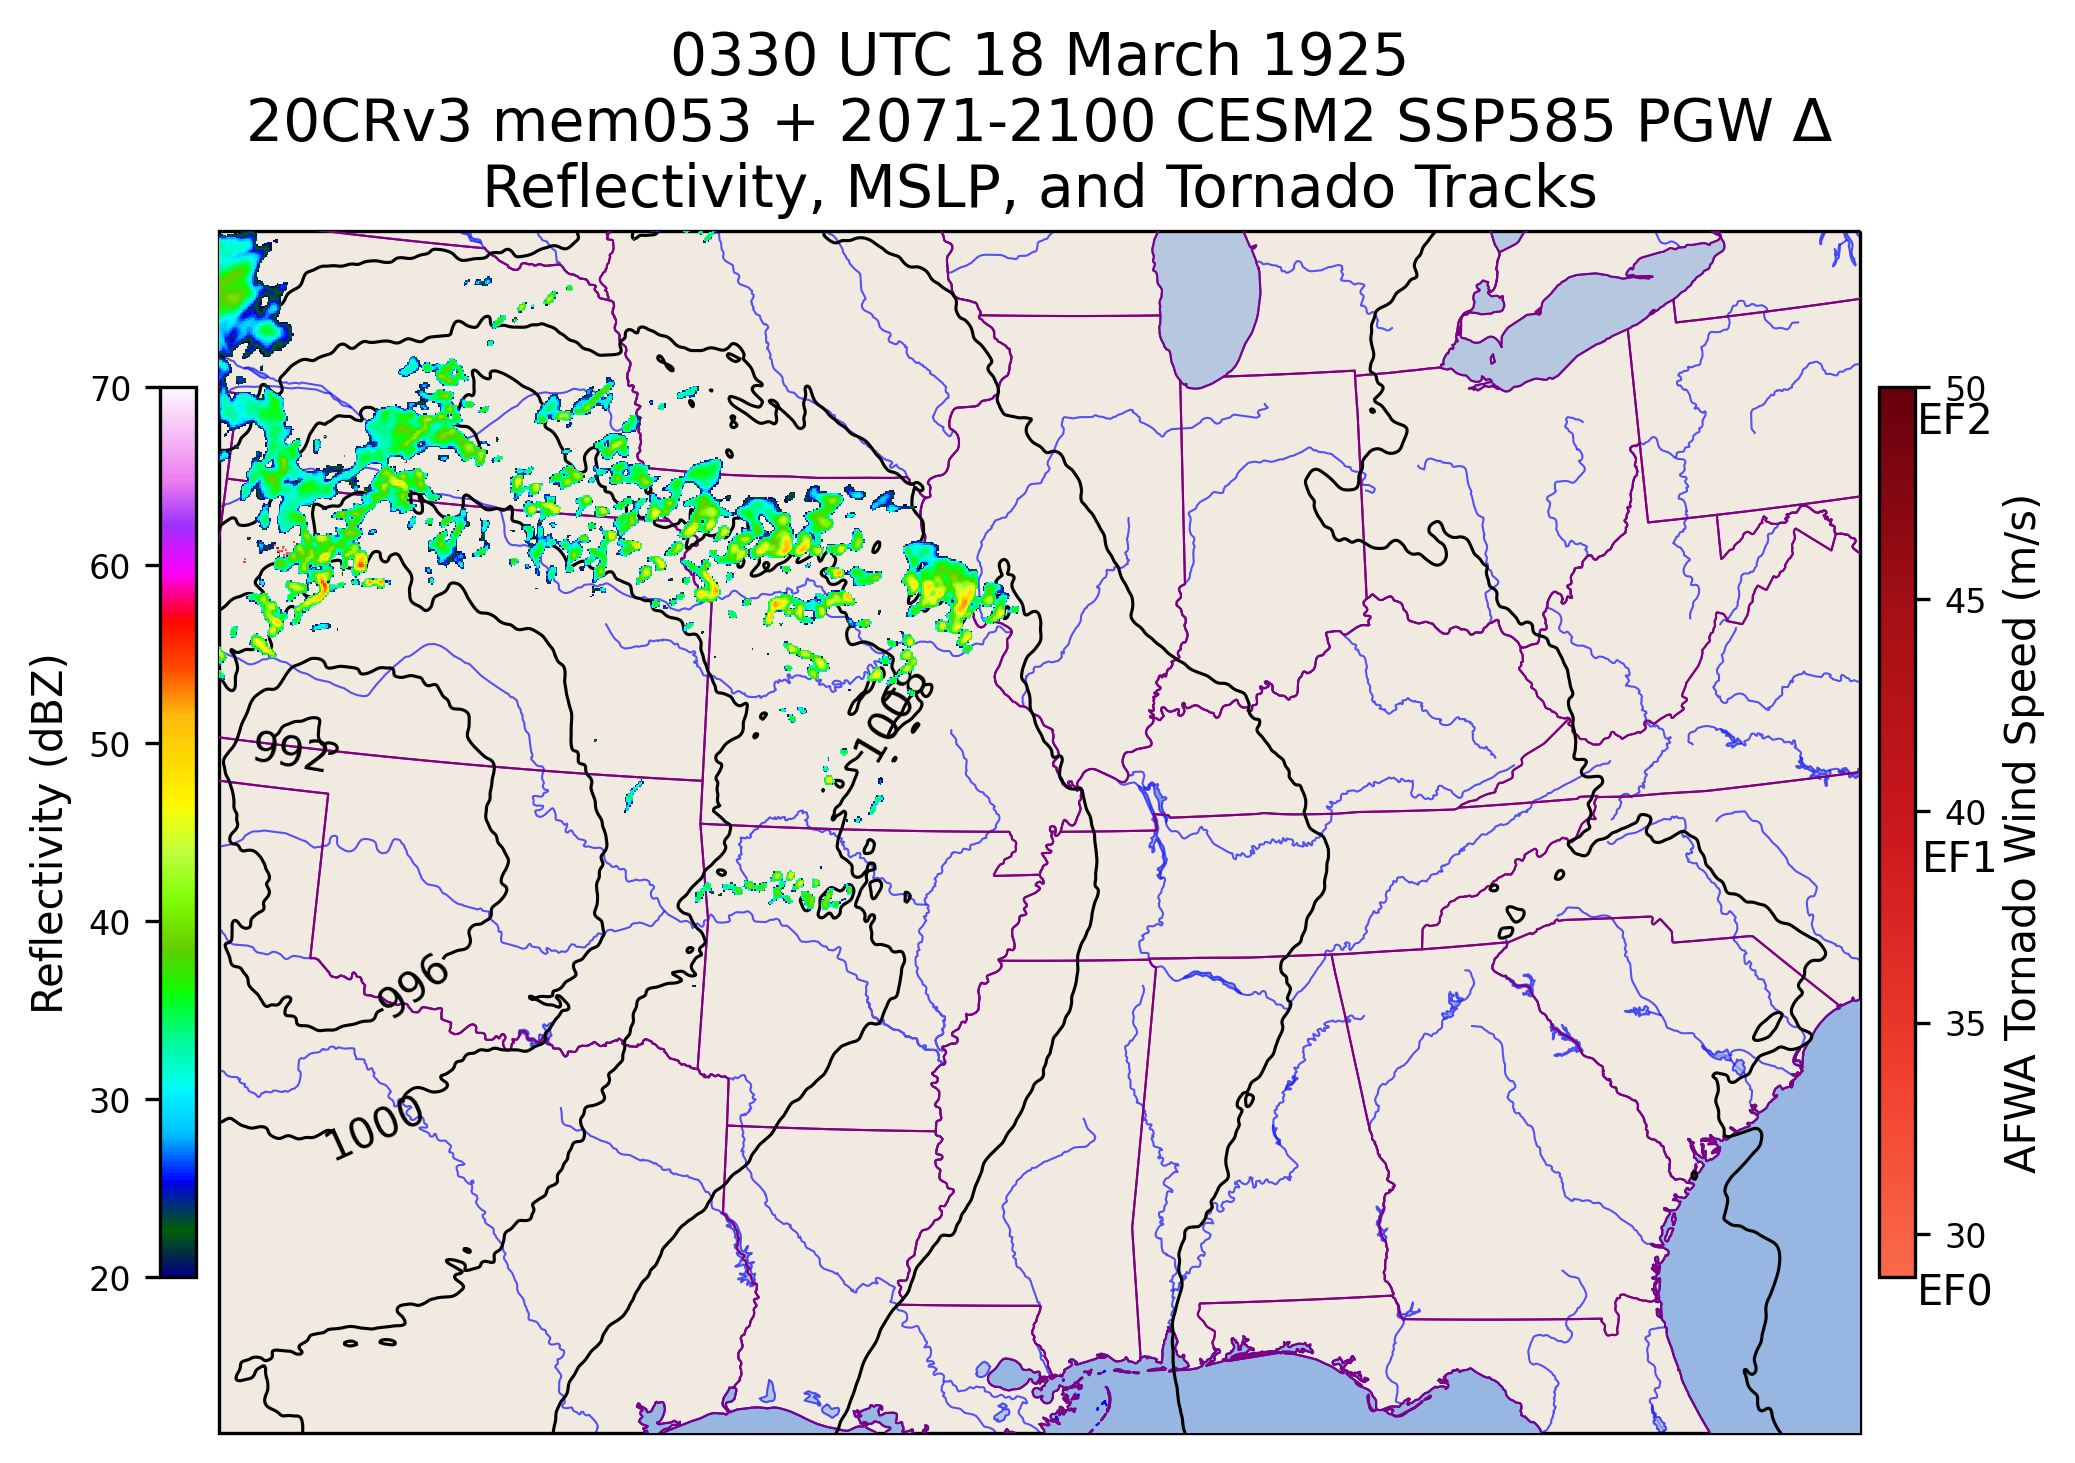 0330 UTC 18 March 1925
20CRv3 mem053 + 2071-2100 CESM2 SSP585 PGW Δ
Reflectivity, MSLP, and Tornado Tracks
Reflectivity (dBZ)
70
60
50
40
30
20
992
996
1000
1008
50
EF2
45
40
EF1
35
30
EF0
AFWA Tornado Wind Speed (m/s)